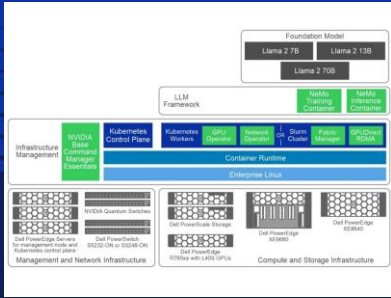 Foundation Model
Llama 2 7B
Llama 2 13B
Llama 2 70B
LLM
Framework
NeMo
Training
Container
NeMo
Inference
Container
Infrastructure
Management
NVIDIA
Base
Command
Manager
Essentials
Kubernetes
Control Plane
Kubernetes
Workers
GPU
Operator
Network
Operator
OR
Slurm
Cluster
Fabric
Manager
GPUDirect
RDMA
Container Runtime
Enterprise Linux
Dell PowerEdge Servers
for management node and
Kubernetes control plane
NVIDIA Quantum Switches
Dell PowerSwitch
S5232-ON or S5248-ON
Management and Network Infrastructure
Dell PowerScale Storage
Dell PowerEdge
R760xa with L40S GPUs
Dell PowerEdge
XE9680
Dell PowerEdge
XE8640
Compute and Storage Infrastructure